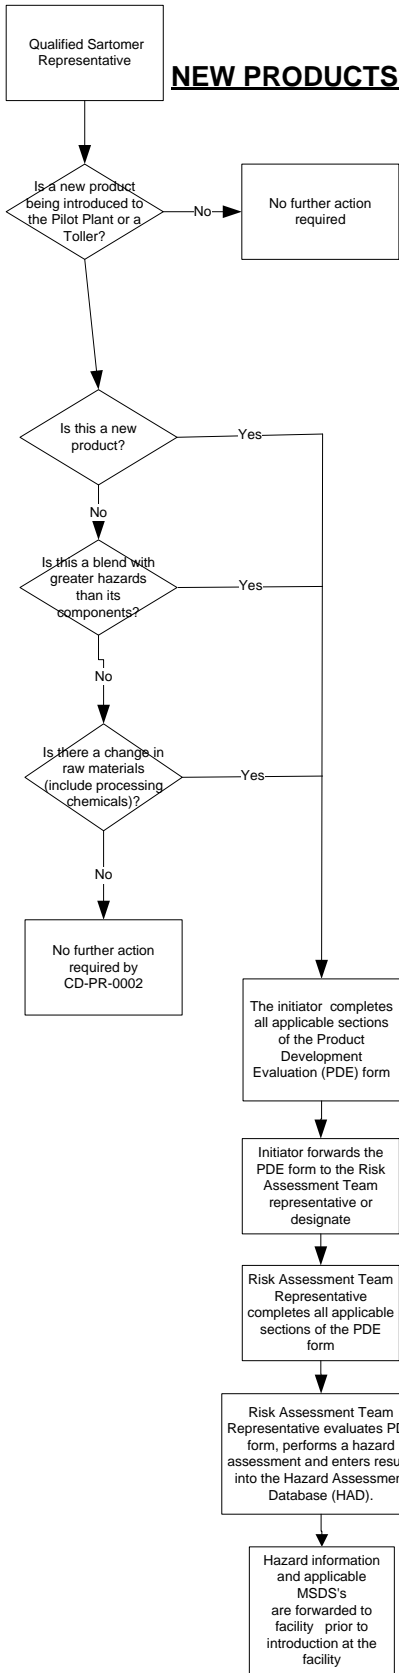 Qualified Sartomer
Representative
NEW PRODUCTS
Is a new product
being introduced to
the Pilot Plant or a
Toller?
No
No further action
required
Is this a new
product?
Yes
No
Is this a blend with
greater hazards
than its
components?
Yes
No
Is there a change in
raw materials
(include processing
chemicals)?
Yes
No
No further action
required by
CD-PR-0002
The initiator completes
all applicable sections
of the Product
Development
Evaluation (PDE) form
Initiator forwards the
PDE form to the Risk
Assessment Team
representative or
designate
Risk Assessment Team
Representative
completes all applicable
sections of the PDE
form
Risk Assessment Team
Representative evaluates
form, performs a hazard
assessment and enters
into the Hazard
Database (HAD).
Hazard information
and applicable
MSDS's
are forwarded to
facility prior to
introduction at the
facility